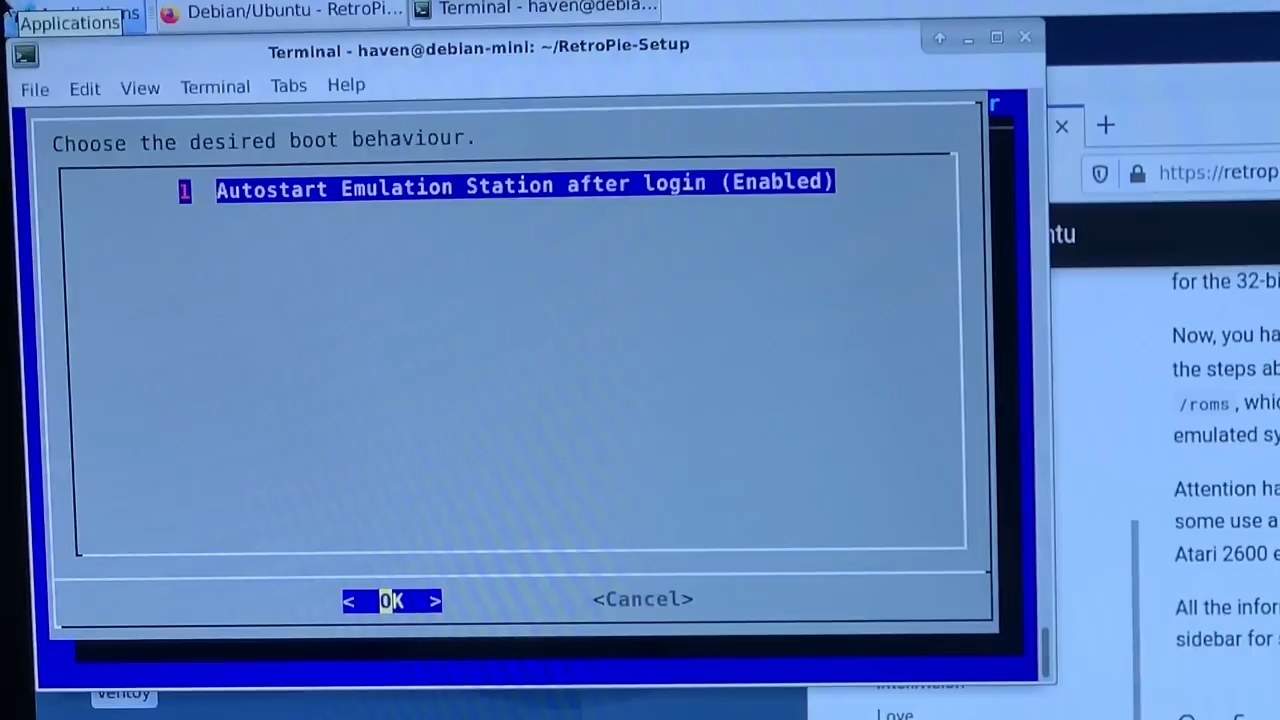 Applications
Debian/Ubuntu - RetroPi...
Terminal - haven@debia...
Terminal - haven@debian-mini: ~/RetroPie-Setup
File Edit View Terminal Tabs Help
r
Choose the desired boot behaviour.
1 Autostart Emulation Station after login (Enabled)
< OK >
<Cancel>
https://retrop
ntu
for the 32-bi
Now, you ha
the steps ab
/roms, whic
emulated sy
Attention ha
some use a
Atari 2600 e
All the infor
sidebar for
ventoy
Love